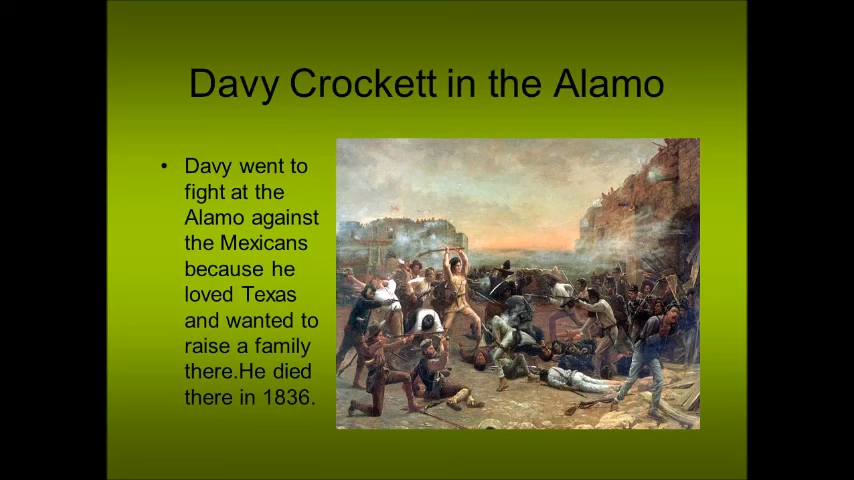 Davy Crockett in the Alamo
• Davy went to
fight at the
Alamo against
the Mexicans
because he
loved Texas
and wanted to
raise a family
there.He died
there in 1836.